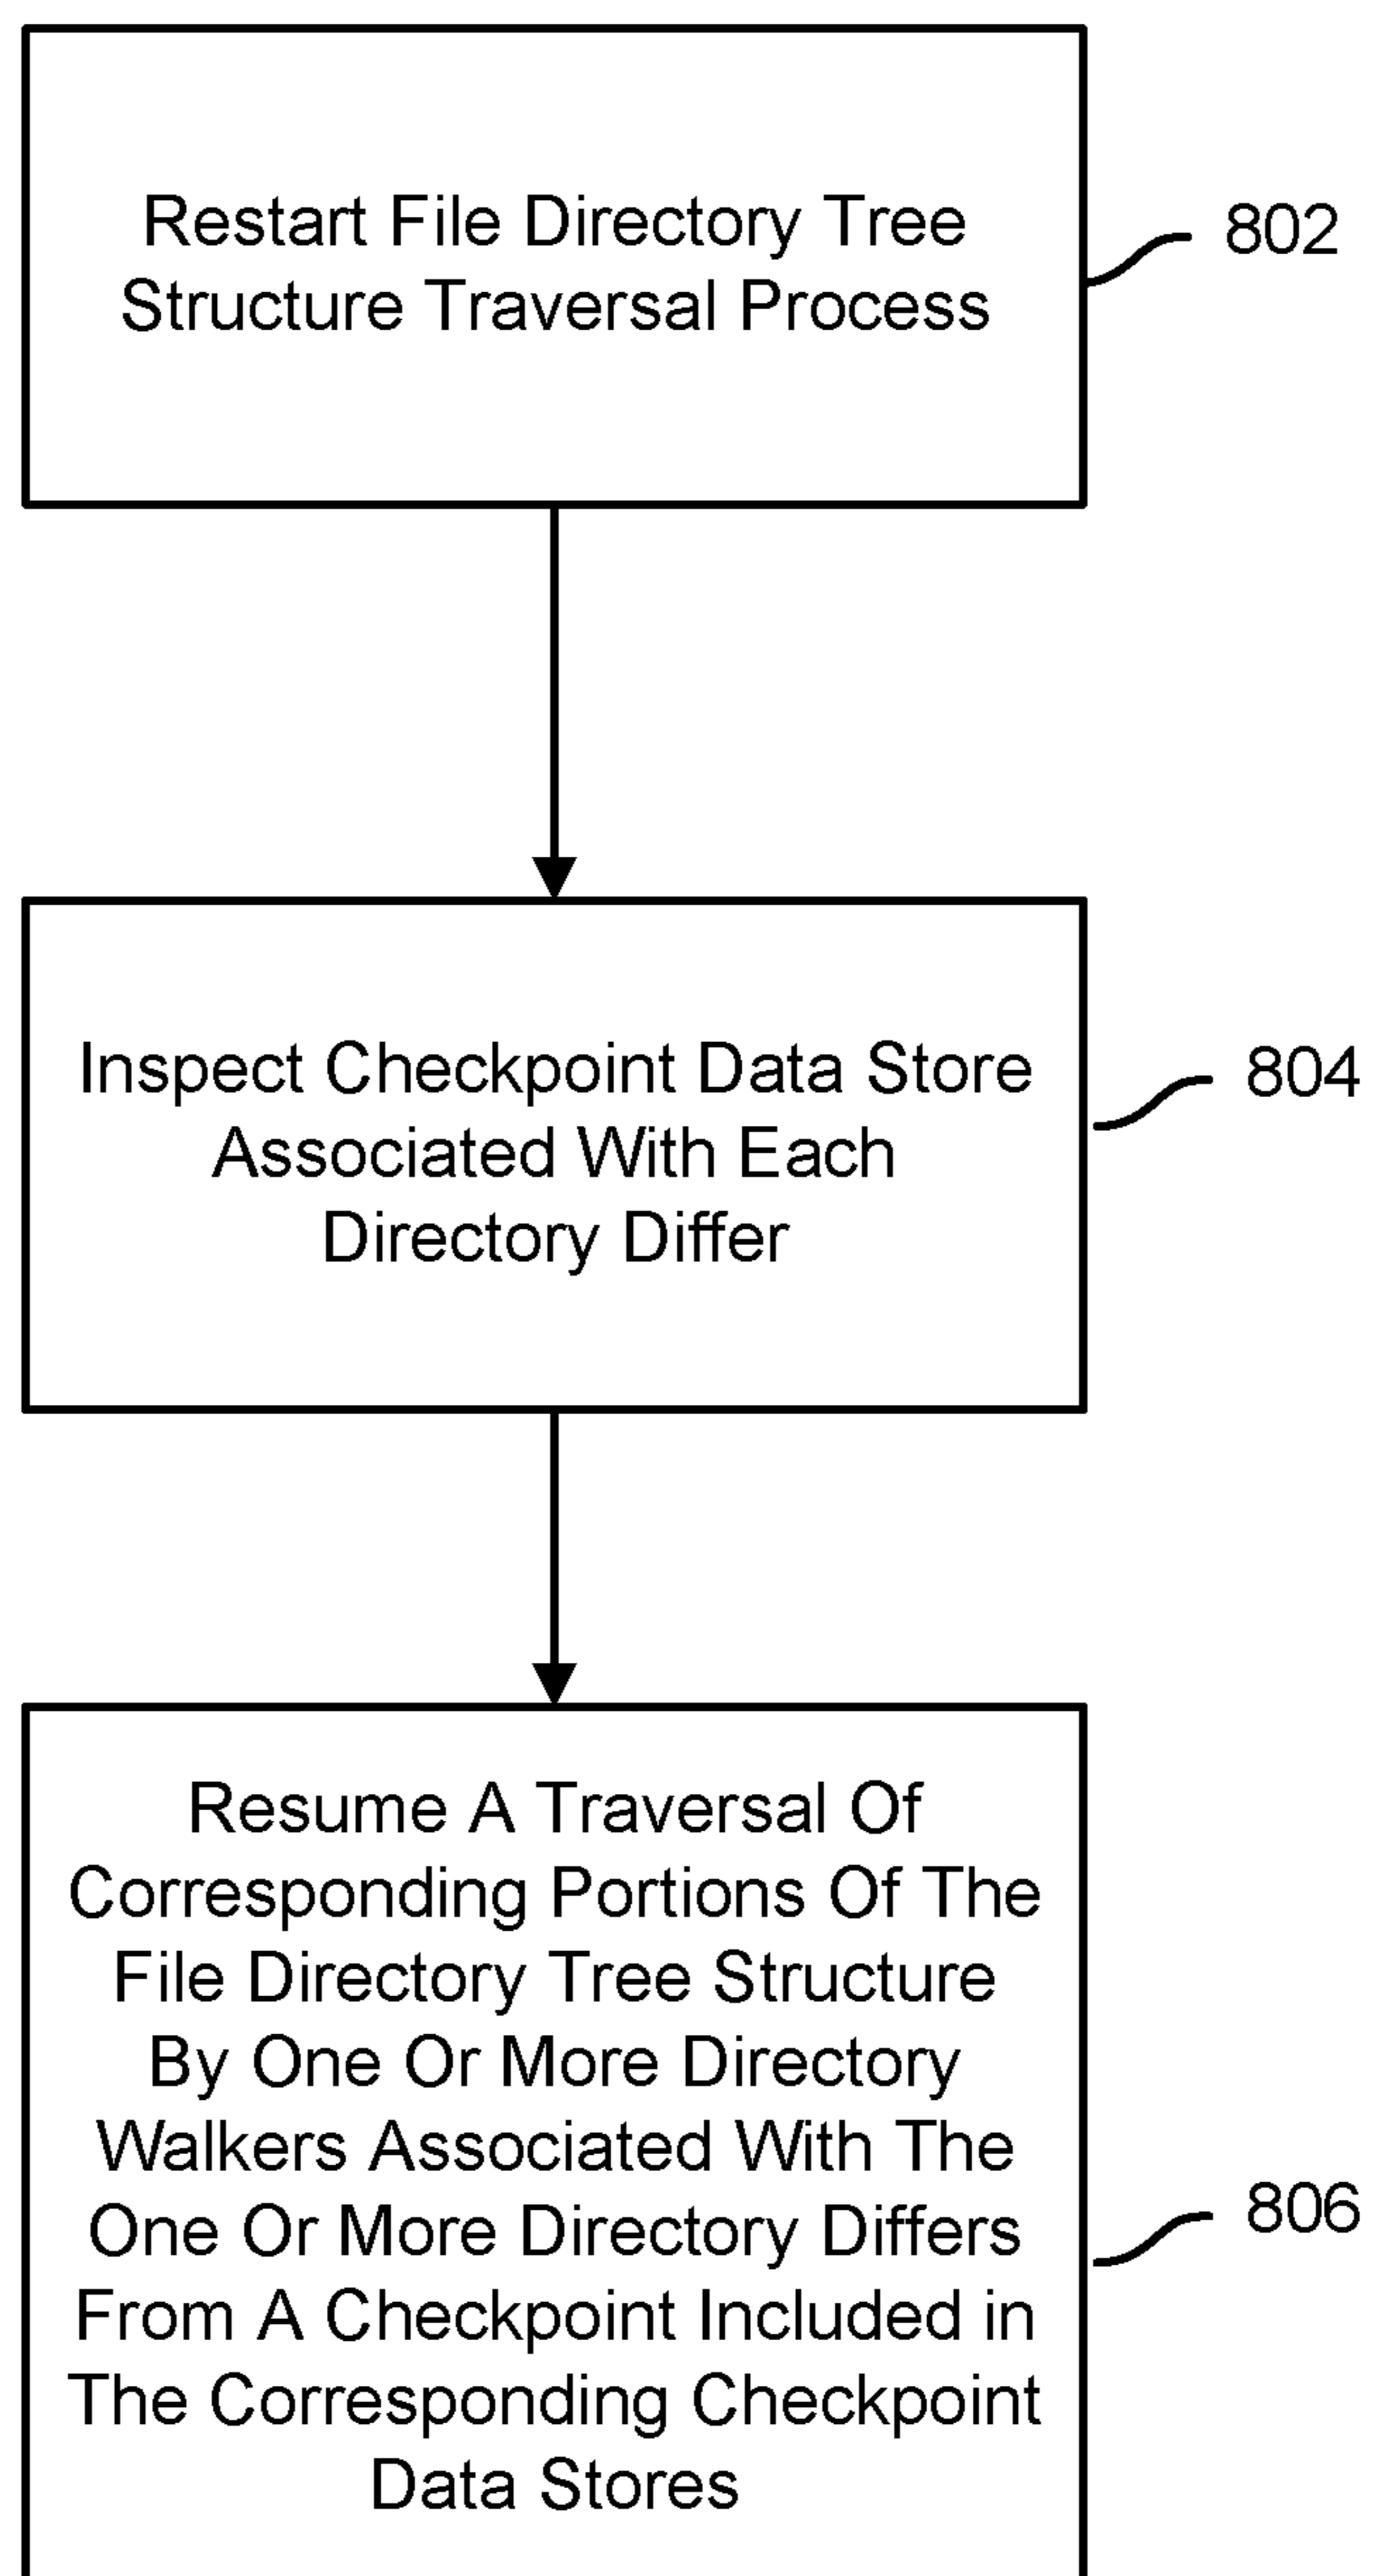 Restart File Directory Tree
Structure Traversal Process
802
Inspect Checkpoint Data Store
Associated With Each
Directory Differ
804
Resume A Traversal Of
Corresponding Portions Of The
File Directory Tree Structure
By One Or More Directory
Walkers Associated With The
One Or More Directory Differs
From A Checkpoint Included in
The Corresponding Checkpoint
Data Stores
806